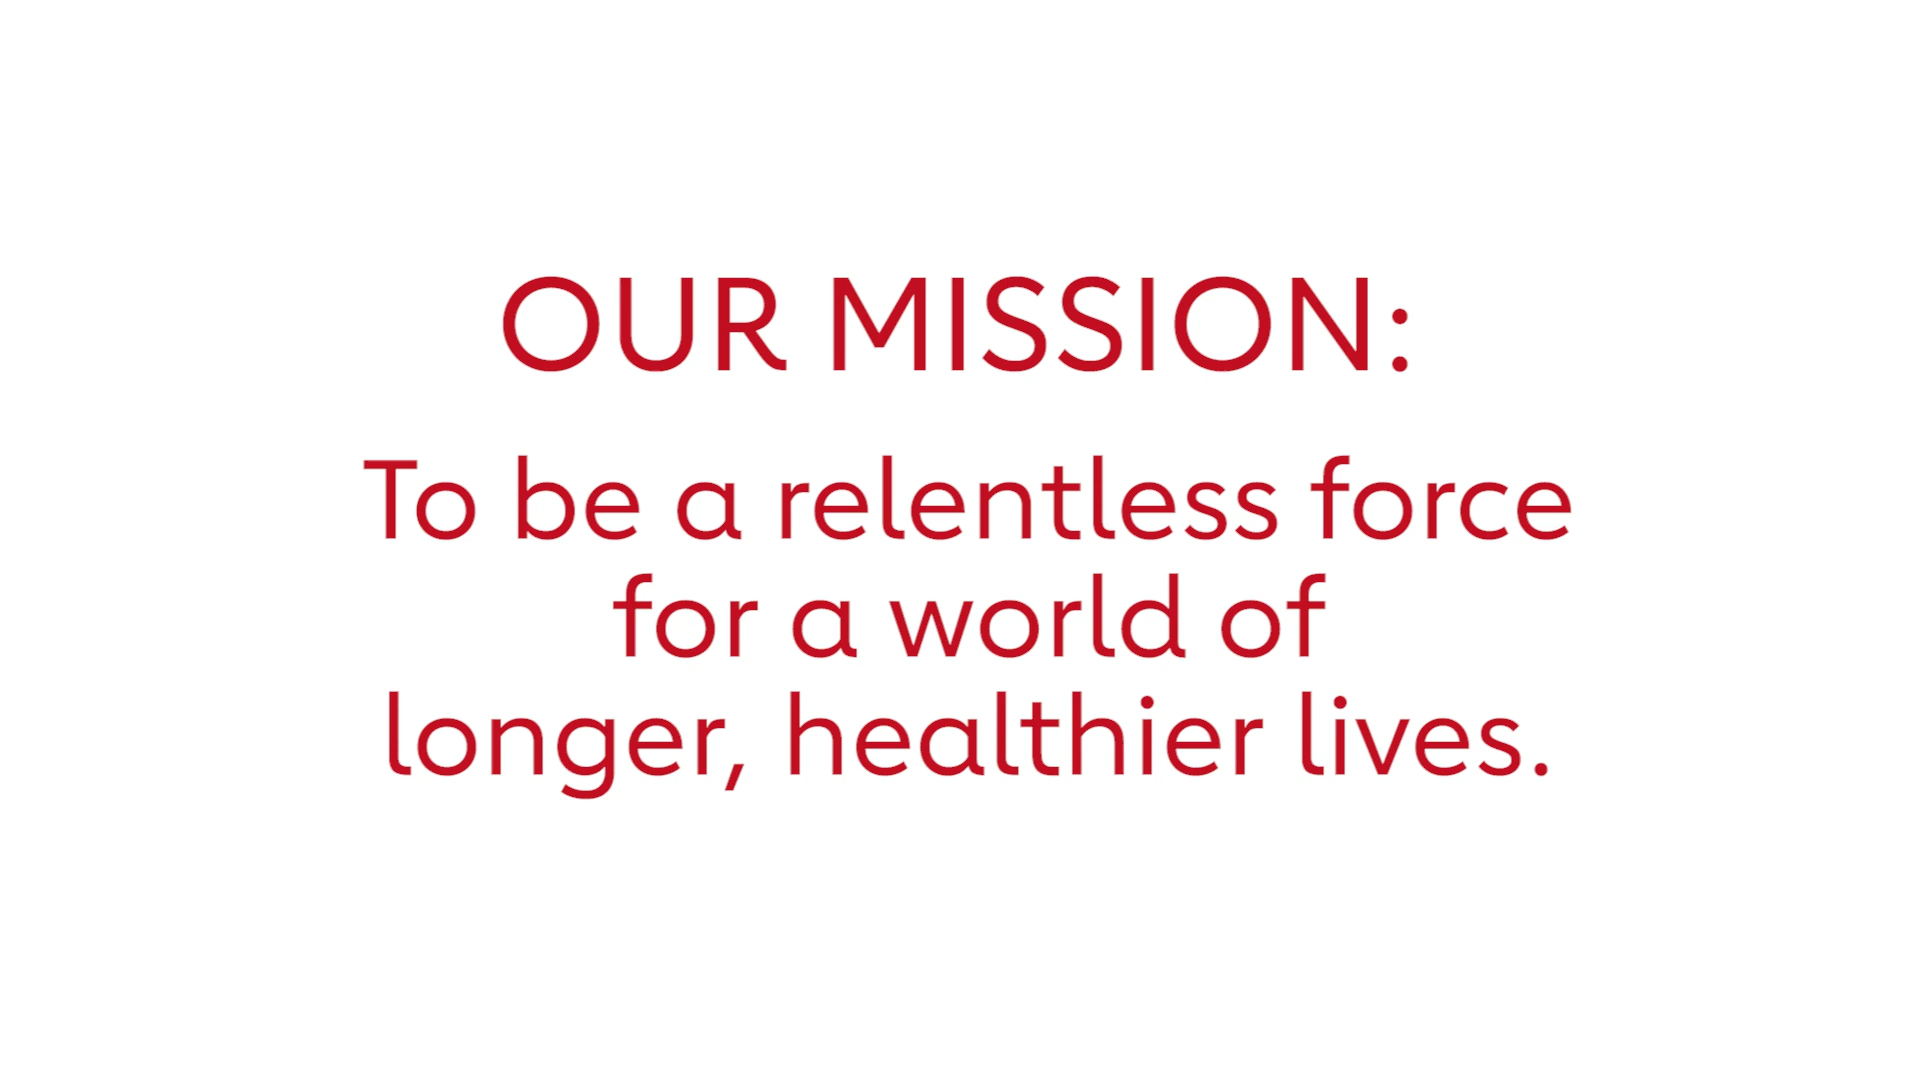 OUR MISSION:
To be a relentless force
for a world of
longer, healthier lives.